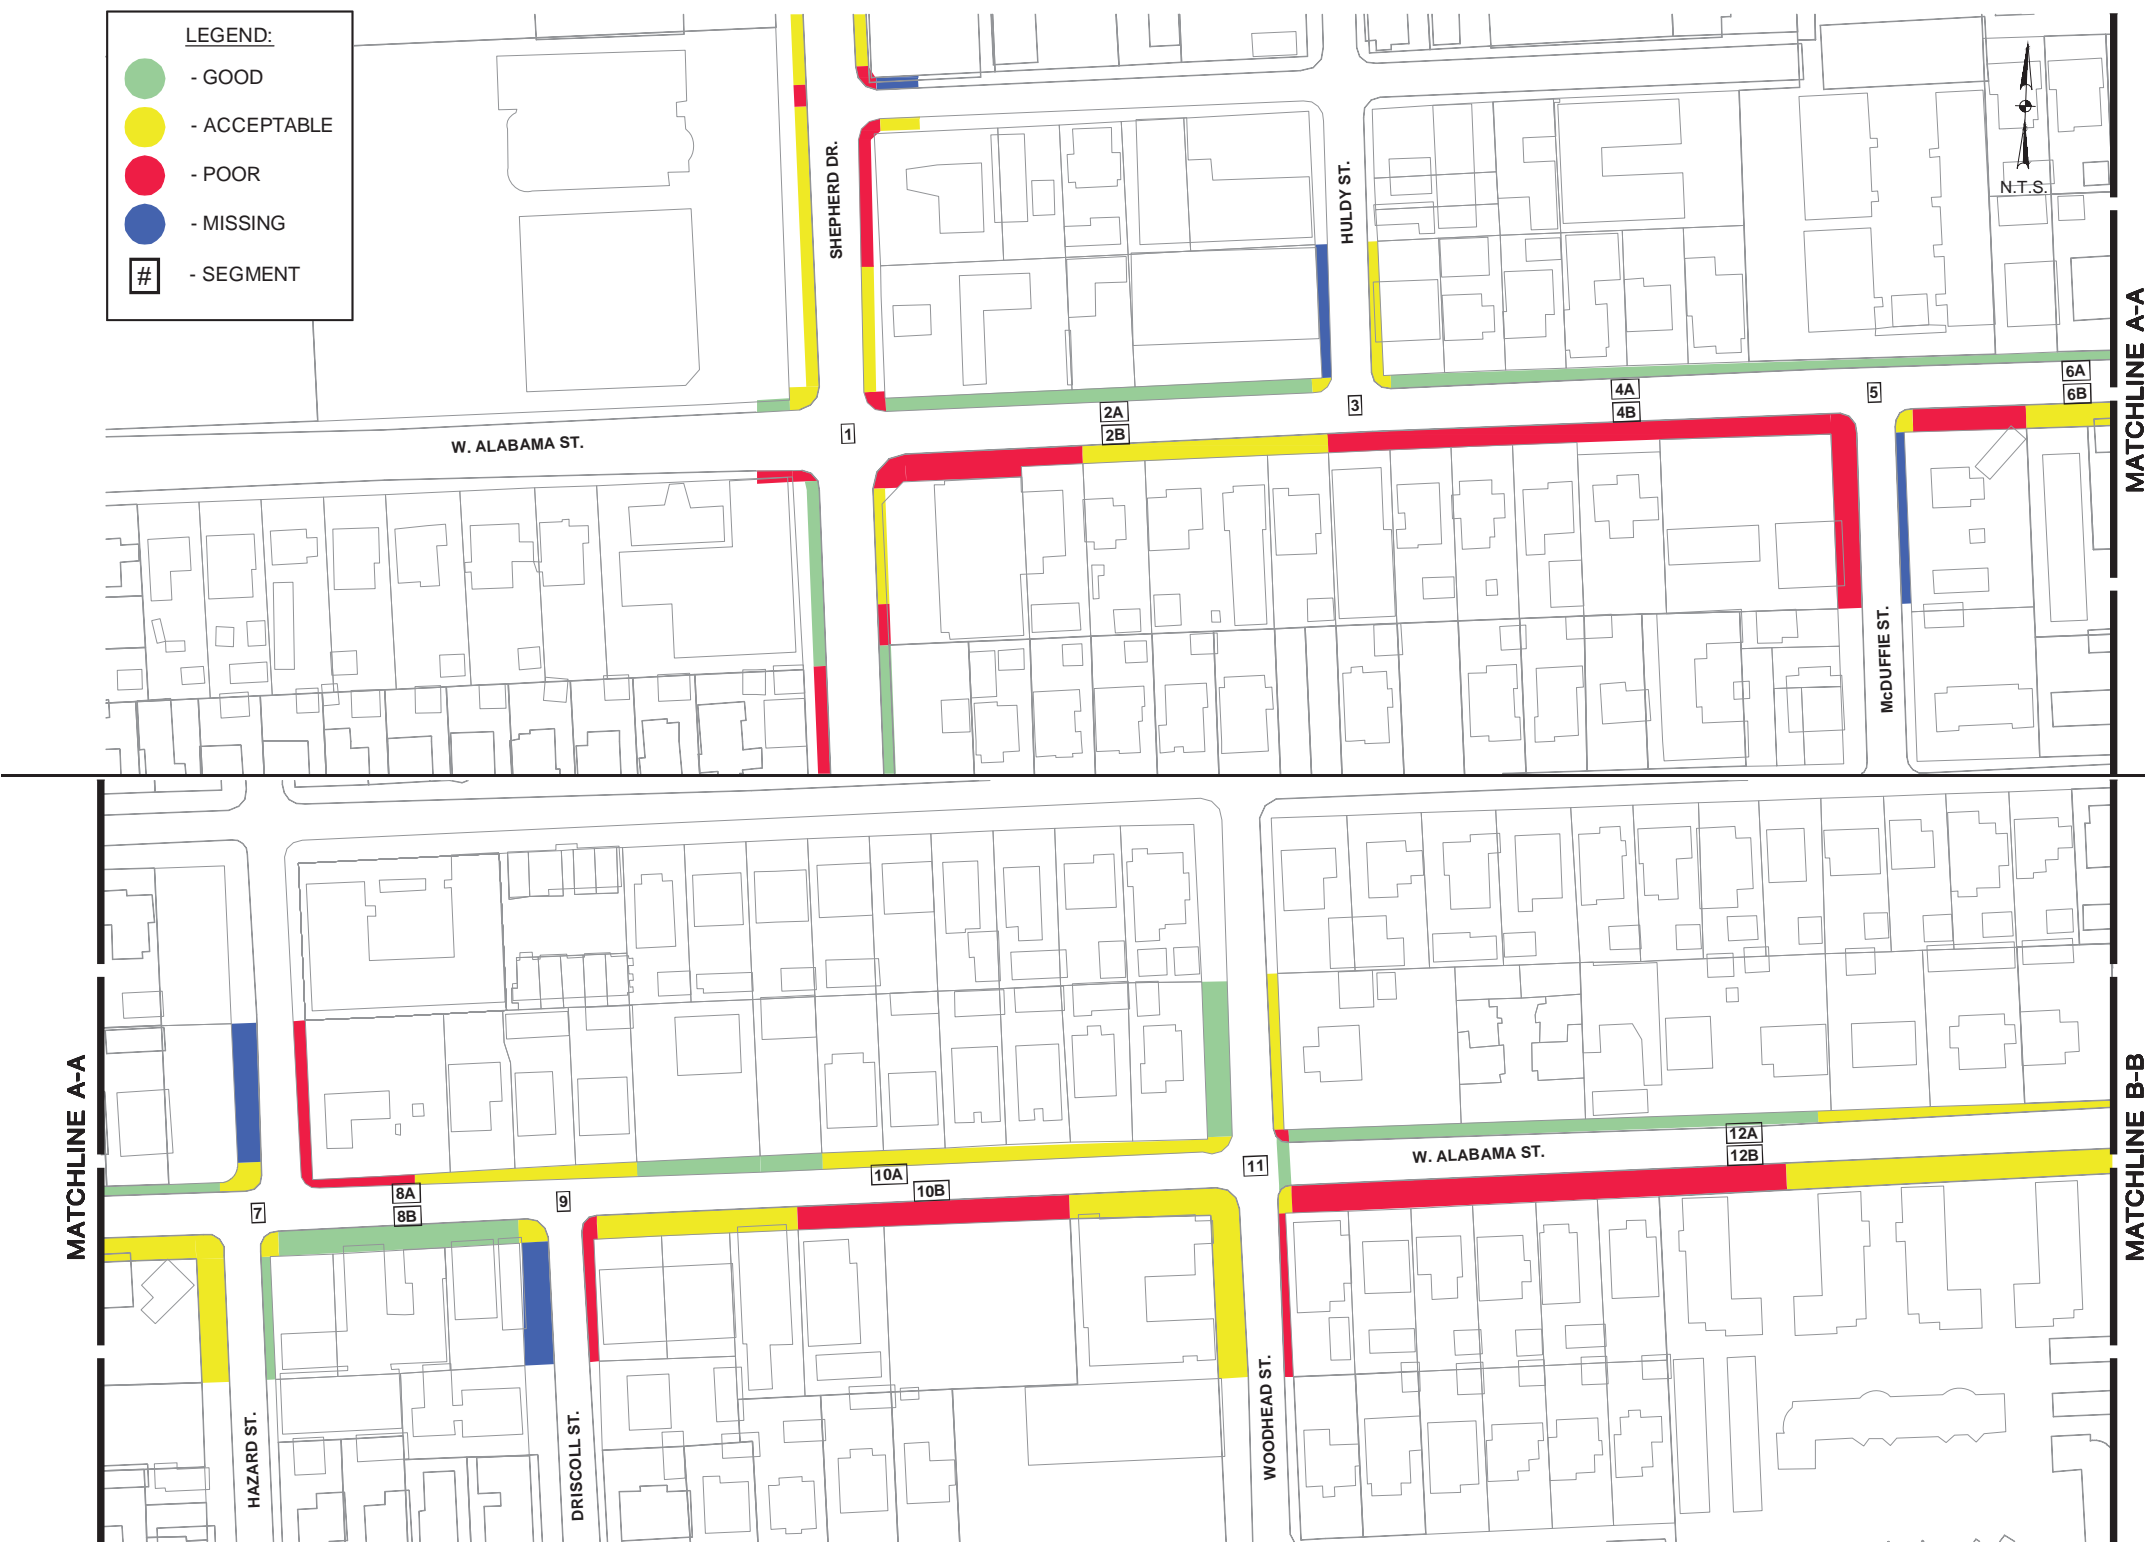 LEGEND:
- GOOD
- ACCEPTABLE
- POOR
- MISSING
# - SEGMENT
SHEPHERD DR.
HULDY ST.
N.T.S.
MATCHLINE A-A
W. ALABAMA ST.
1
2A
2B
3
4A
4B
5
6A
6B
McDUFFIE ST.
MATCHLINE A-A
7
8A
8B
9
10A
10B
11
W. ALABAMA ST.
12A
12B
HAZARD ST.
DRISCOLL ST.
WOODHEAD ST.
MATCHLINE B-B